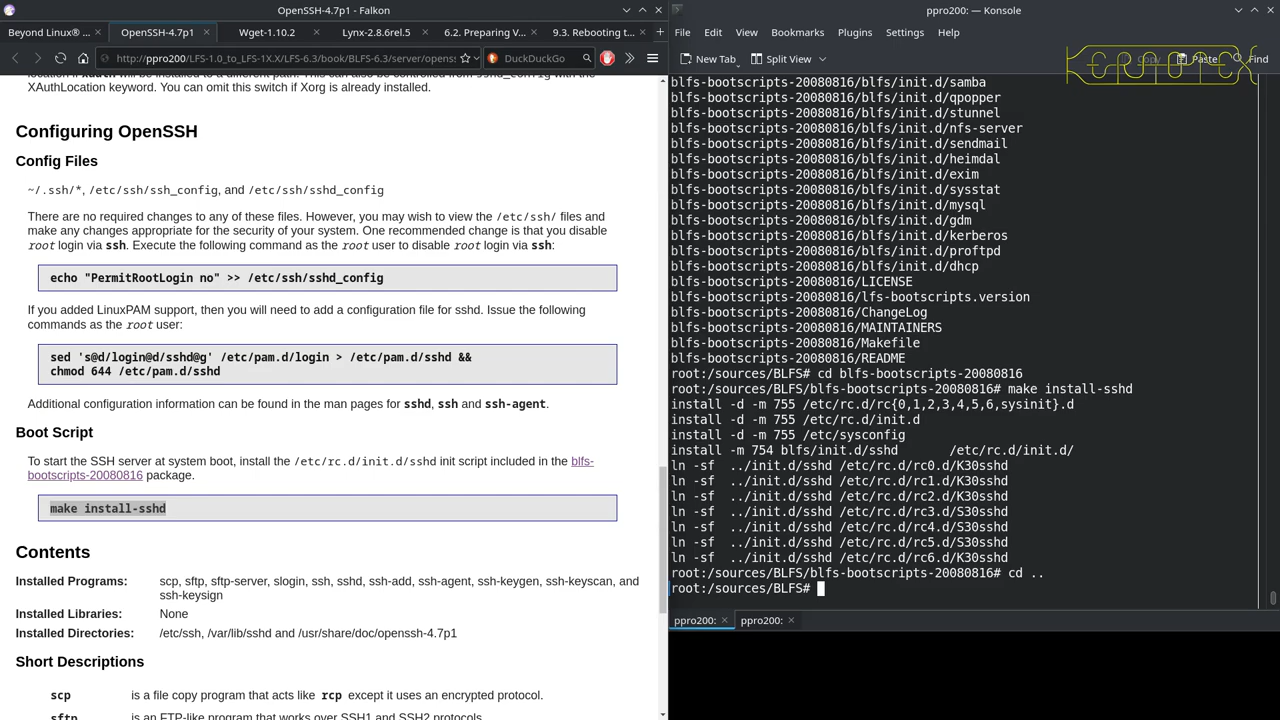 OpenSSH-4.7p1 - Falkon
Beyond Linux® ...
OpenSSH-4.7p1
Wget-1.10.2
Lynx-2.8.6rel.5
6.2. Preparing V...
9.3. Rebooting t...
http://ppro200/LFS-1.0_to_LFS-1X.X/LFS-6.3/book/BLFS-6.3/server/openss
DuckDuckGo
XAuthLocation keyword. You can omit this switch if Xorg is already installed.
Configuring OpenSSH
Config Files
~/.ssh/*, /etc/ssh/ssh_config, and /etc/ssh/sshd_config
There are no required changes to any of these files. However, you may wish to view the /etc/ssh/ files and
make any changes appropriate for the security of your system. One recommended change is that you disable
root login via ssh. Execute the following command as the root user to disable root login via ssh:
echo "PermitRootLogin no" >> /etc/ssh/sshd_config
If you added LinuxPAM support, then you will need to add a configuration file for sshd. Issue the following
commands as the root user:
sed 's@d/login@d/sshd@g' /etc/pam.d/login > /etc/pam.d/sshd &&
chmod 644 /etc/pam.d/sshd
Additional configuration information can be found in the man pages for sshd, ssh and ssh-agent.
Boot Script
To start the SSH server at system boot, install the /etc/rc.d/init.d/sshd init script included in the blfs-
bootscripts-20080816 package.
make install-sshd
Contents
Installed Programs: scp, sftp, sftp-server, slogin, ssh, sshd, ssh-add, ssh-agent, ssh-keygen, ssh-keyscan, and
ssh-keysign
Installed Libraries: None
Installed Directories: /etc/ssh, /var/lib/sshd and /usr/share/doc/openssh-4.7p1
Short Descriptions
scp is a file copy program that acts like rcp except it uses an encrypted protocol.
sftp is an FTP-like program that works over SSH1 and SSH2 protocols.
ppro200: — Konsole
File Edit View Bookmarks Plugins Settings Help
New Tab Split View Copy Paste Find
blfs-bootscripts-20080816/blfs/init.d/samba
blfs-bootscripts-20080816/blfs/init.d/qpopper
blfs-bootscripts-20080816/blfs/init.d/stunnel
blfs-bootscripts-20080816/blfs/init.d/nfs-server
blfs-bootscripts-20080816/blfs/init.d/sendmail
blfs-bootscripts-20080816/blfs/init.d/heimdal
blfs-bootscripts-20080816/blfs/init.d/exim
blfs-bootscripts-20080816/blfs/init.d/sysstat
blfs-bootscripts-20080816/blfs/init.d/mysql
blfs-bootscripts-20080816/blfs/init.d/gdm
blfs-bootscripts-20080816/blfs/init.d/kerberos
blfs-bootscripts-20080816/blfs/init.d/proftpd
blfs-bootscripts-20080816/blfs/init.d/dhcp
blfs-bootscripts-20080816/LICENSE
blfs-bootscripts-20080816/lfs-bootscripts.version
blfs-bootscripts-20080816/ChangeLog
blfs-bootscripts-20080816/MAINTAINERS
blfs-bootscripts-20080816/Makefile
blfs-bootscripts-20080816/README
root:/sources/BLFS# cd blfs-bootscripts-20080816
root:/sources/BLFS/blfs-bootscripts-20080816# make install-sshd
install -d -m 755 /etc/rc.d/rc{0,1,2,3,4,5,6,sysinit}.d
install -d -m 755 /etc/rc.d/init.d
install -d -m 755 /etc/sysconfig
install -m 754 blfs/init.d/sshd /etc/rc.d/init.d/
ln -sf ../init.d/sshd /etc/rc.d/rc0.d/K30sshd
ln -sf ../init.d/sshd /etc/rc.d/rc1.d/K30sshd
ln -sf ../init.d/sshd /etc/rc.d/rc2.d/K30sshd
ln -sf ../init.d/sshd /etc/rc.d/rc3.d/S30sshd
ln -sf ../init.d/sshd /etc/rc.d/rc4.d/S30sshd
ln -sf ../init.d/sshd /etc/rc.d/rc5.d/S30sshd
ln -sf ../init.d/sshd /etc/rc.d/rc6.d/K30sshd
root:/sources/BLFS/blfs-bootscripts-20080816# cd ..
root:/sources/BLFS#
ppro200:
ppro200: